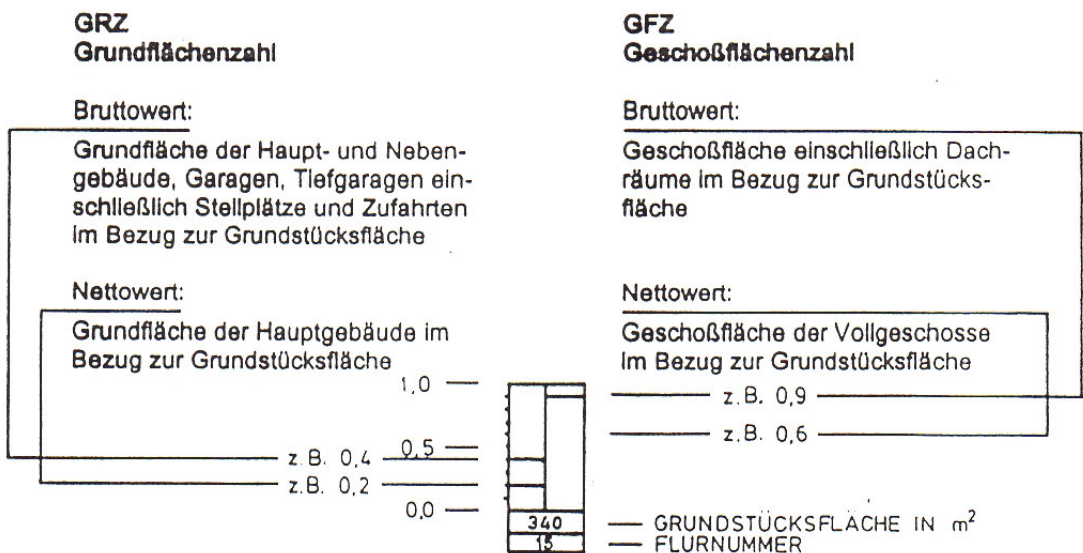 GRZ
Grundflächenzahl
Bruttowert:
Grundfläche der Haupt- und Neben-
gebäude, Garagen, Tiefgaragen ein-
schließlich Stellplätze und Zufahrten
im Bezug zur Grundstücksfläche
Nettowert:
Grundfläche der Hauptgebäude im
Bezug zur Grundstücksfläche
GFZ
Geschoßflächenzahl
Bruttowert:
Geschoßfläche einschließlich Dach-
räume im Bezug zur Grundstücks-
fläche
Nettowert:
Geschoßfläche der Vollgeschosse
im Bezug zur Grundstücksfläche
1,0
z.B. 0,9
z.B. 0,6
0,5
z.B. 0,4
z.B. 0,2
0,0
340
GRUNDSTÜCKSFLÄCHE IN m²
15
FLURNUMMER